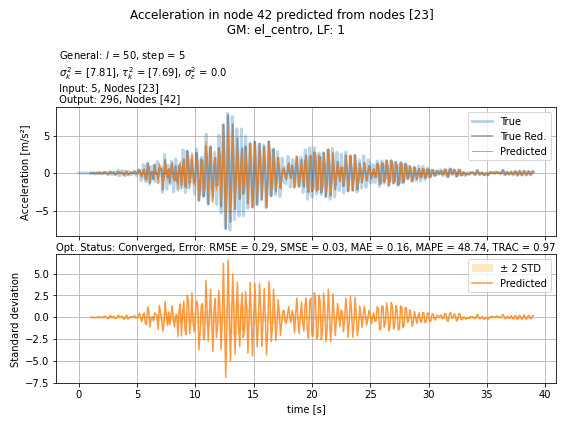 Acceleration in node 42 predicted from nodes [23]
GM: el_centro, LF: 1
General: l = 50, step = 5
σ²ₖ = [7.81], τ²ₖ = [7.69], σ²ε = 0.0
Input: 5, Nodes [23]
Output: 296, Nodes [42]
Acceleration [m/s²]
5
0
−5
True
True Red.
Predicted
Opt. Status: Converged, Error: RMSE = 0.29, SMSE = 0.03, MAE = 0.16, MAPE = 48.74, TRAC = 0.97
Standard deviation
5.0
2.5
0.0
−2.5
−5.0
−7.5
± 2 STD
Predicted
0 5 10 15 20 25 30 35 40
time [s]